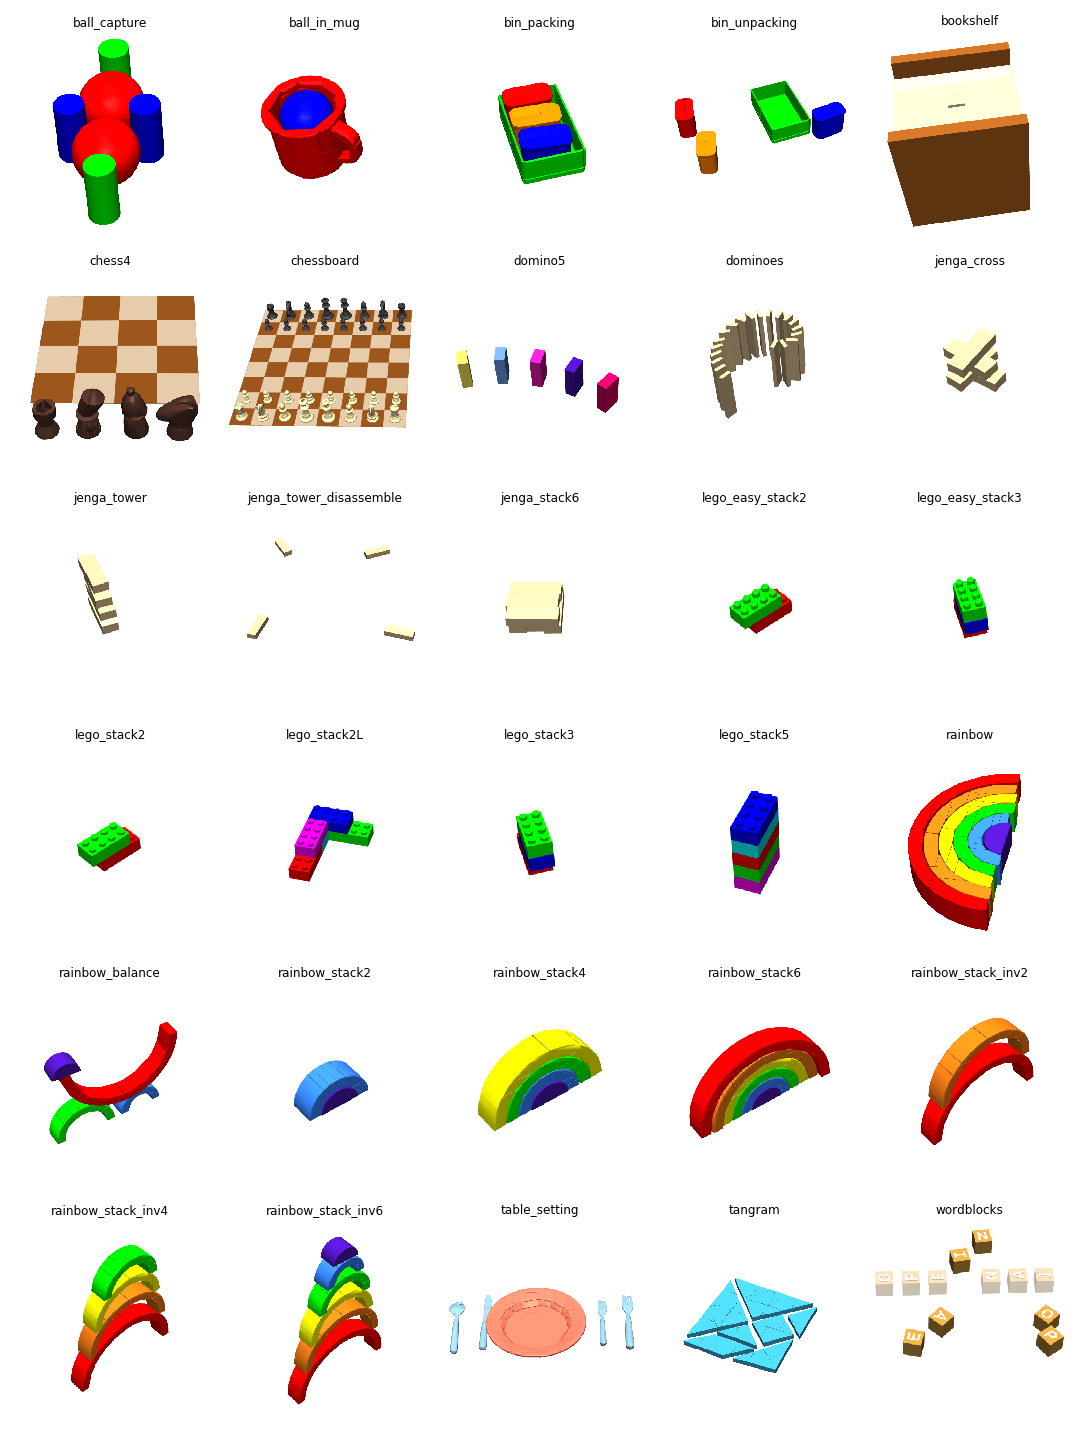 ball_capture ball_in_mug bin_packing bin_unpacking bookshelf
chess4 chessboard domino5 dominoes jenga_cross
jenga_tower jenga_tower_disassemble jenga_stack6 lego_easy_stack2 lego_easy_stack3
lego_stack2 lego_stack2L lego_stack3 lego_stack5 rainbow
rainbow_balance rainbow_stack2 rainbow_stack4 rainbow_stack6 rainbow_stack_inv2
rainbow_stack_inv4 rainbow_stack_inv6 table_setting tangram wordblocks
N
I
E
A
O
P